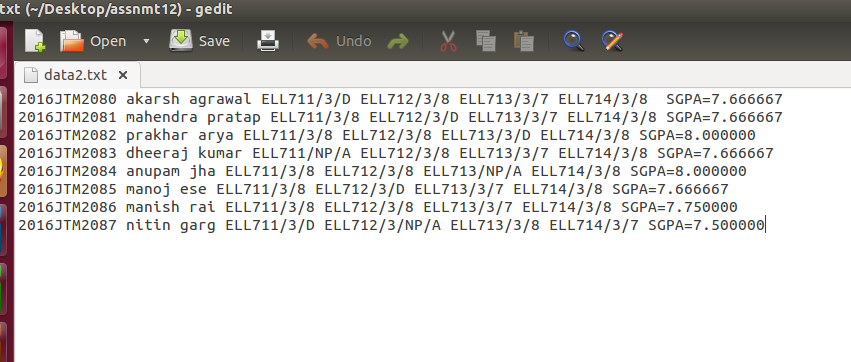 txt (~/Desktop/assnmt12) - gedit
Open Save Undo
data2.txt
2016JTM2080 akarsh agrawal ELL711/3/D ELL712/3/8 ELL713/3/7 ELL714/3/8  SGPA=7.666667
2016JTM2081 mahendra pratap ELL711/3/8 ELL712/3/D ELL713/3/7 ELL714/3/8 SGPA=7.666667
2016JTM2082 prakhar arya ELL711/3/8 ELL712/3/8 ELL713/3/D ELL714/3/8 SGPA=8.000000
2016JTM2083 dheeraj kumar ELL711/NP/A ELL712/3/8 ELL713/3/7 ELL714/3/8 SGPA=7.666667
2016JTM2084 anupam jha ELL711/3/8 ELL712/3/8 ELL713/NP/A ELL714/3/8 SGPA=8.000000
2016JTM2085 manoj ese ELL711/3/8 ELL712/3/D ELL713/3/7 ELL714/3/8 SGPA=7.666667
2016JTM2086 manish rai ELL711/3/8 ELL712/3/8 ELL713/3/7 ELL714/3/8 SGPA=7.750000
2016JTM2087 nitin garg ELL711/3/D ELL712/3/NP/A ELL713/3/8 ELL714/3/7 SGPA=7.500000